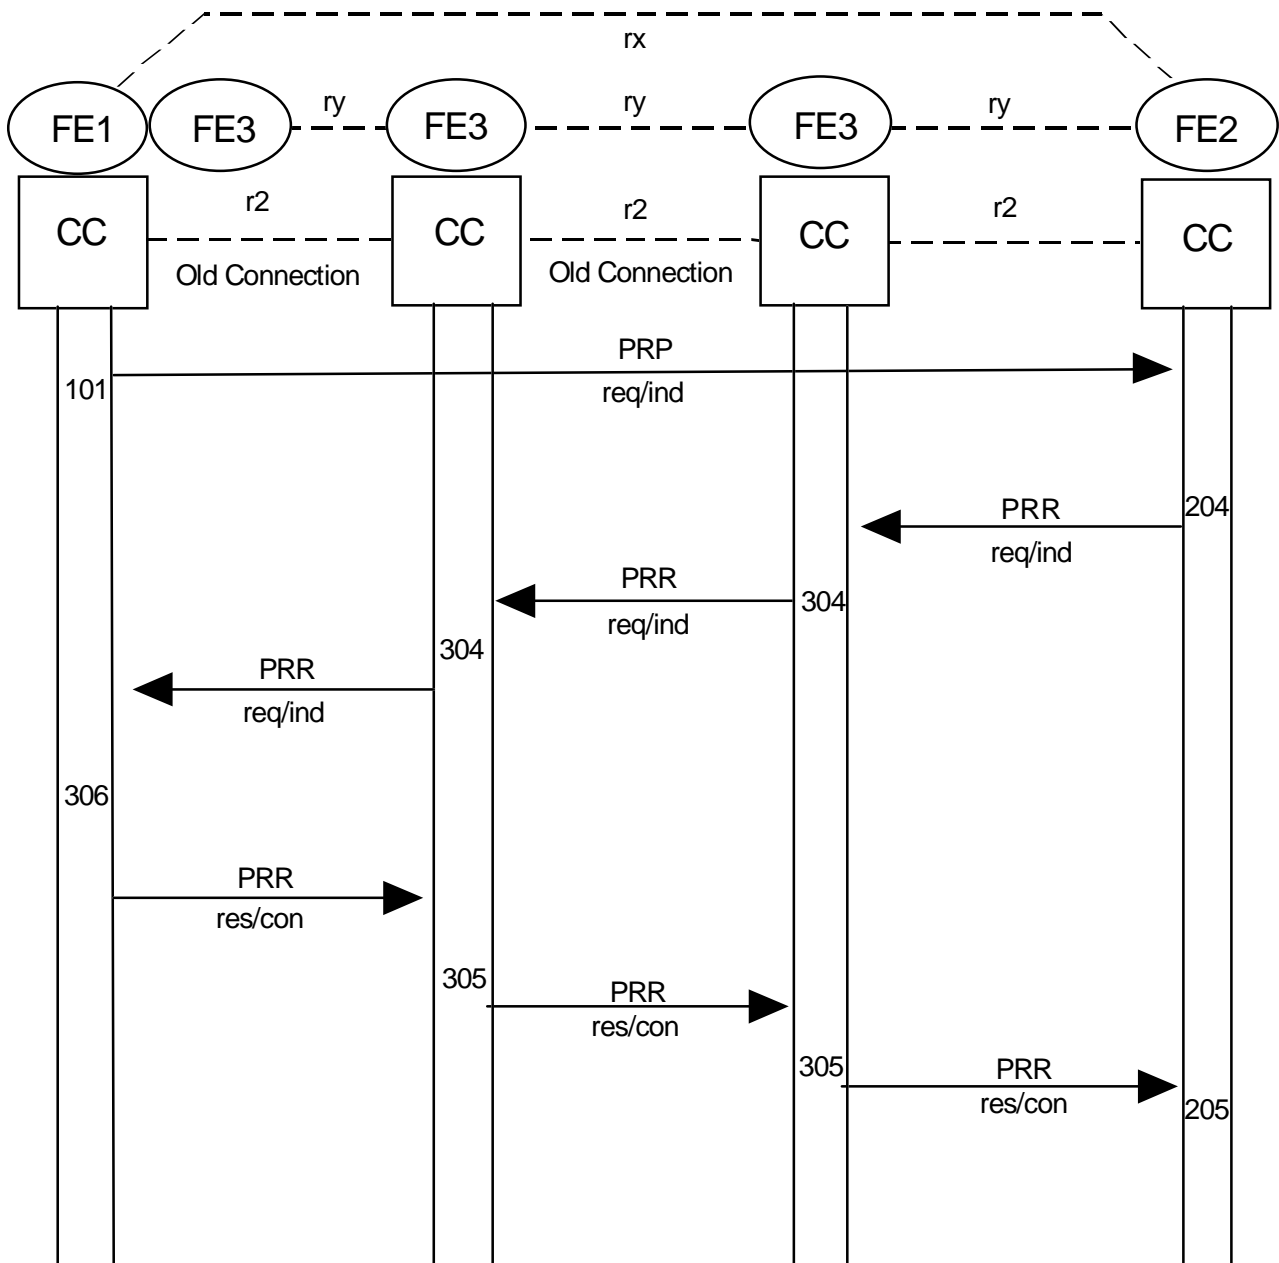 rx
FE1
FE3
ry
FE3
ry
FE3
ry
FE2
CC
r2
CC
r2
CC
r2
CC
Old Connection
Old Connection
PRP
req/ind
101
PRR
req/ind
204
PRR
req/ind
304
304
PRR
req/ind
306
PRR
res/con
305
PRR
res/con
305
PRR
res/con
205